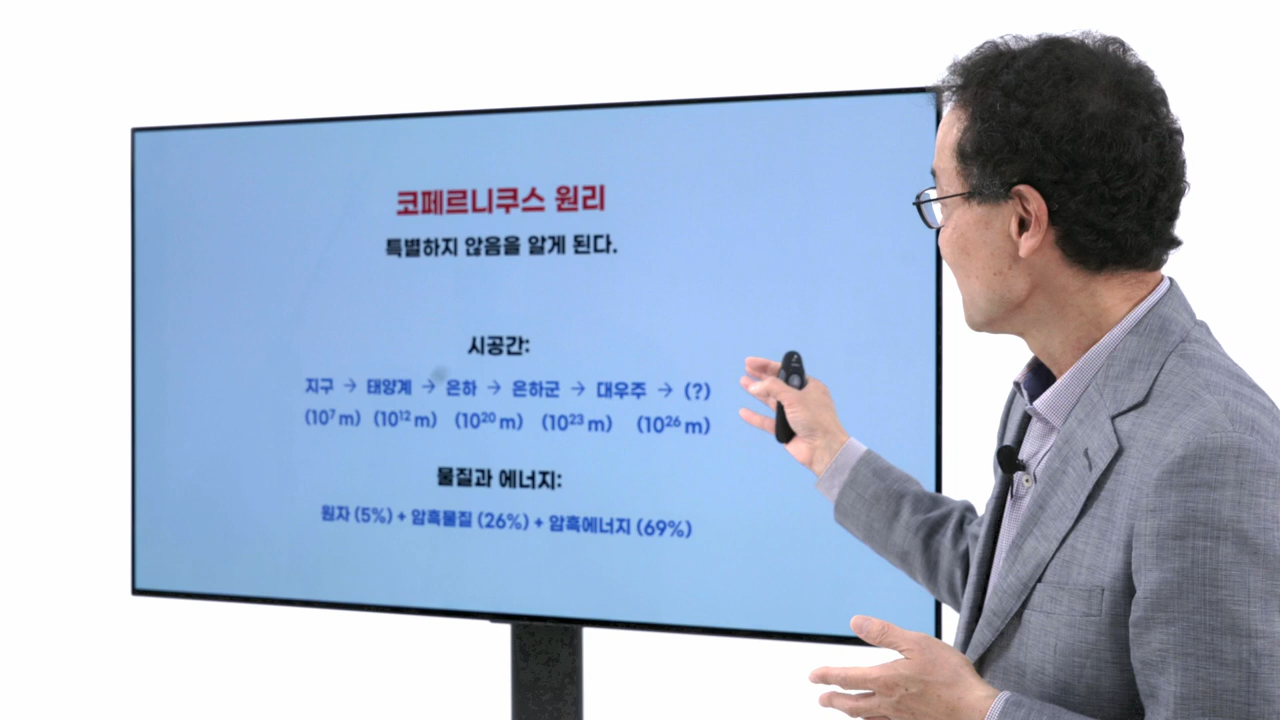 코페르니쿠스 원리
특별하지 않음을 알게 된다.
시공간:
지구 → 태양계 → 은하 → 은하군 → 대우주 → (?)
(10⁷ m) (10¹² m) (10²⁰ m) (10²³ m) (10²⁶ m)
물질과 에너지:
원자 (5%) + 암흑물질 (26%) + 암흑에너지 (69%)